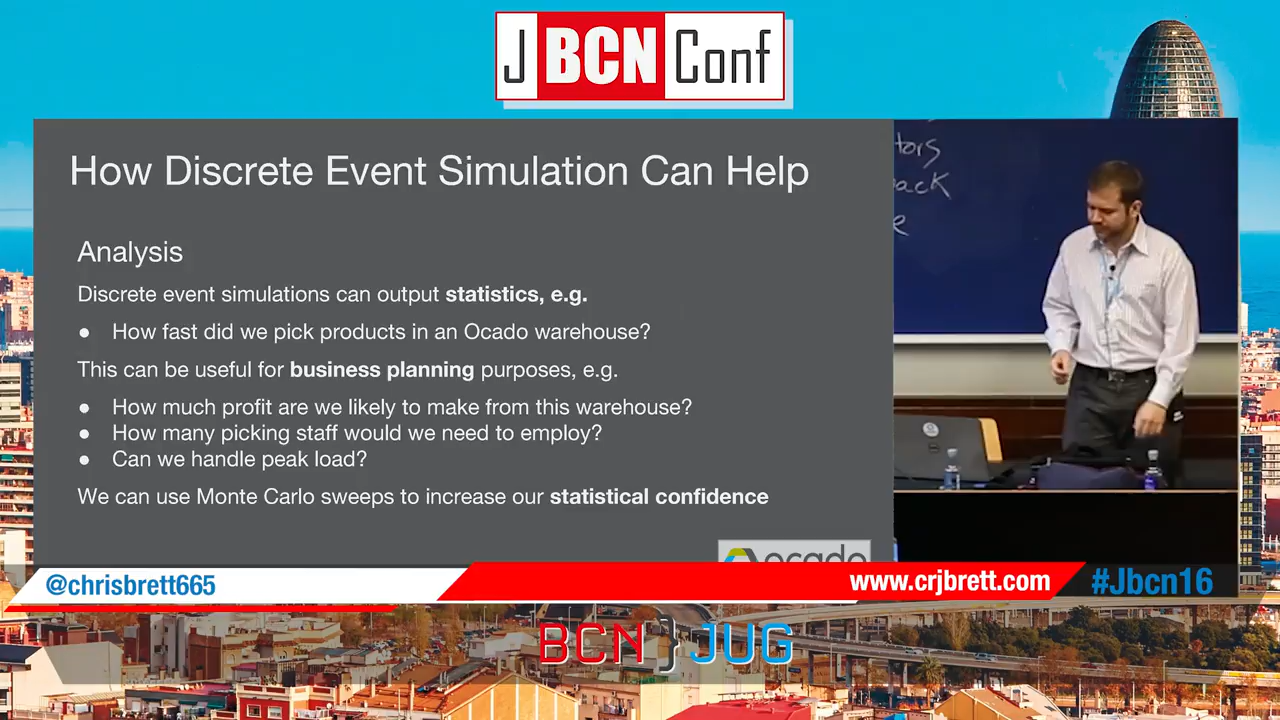 J BCN Conf
How Discrete Event Simulation Can Help
Analysis
Discrete event simulations can output statistics, e.g.
● How fast did we pick products in an Ocado warehouse?
This can be useful for business planning purposes, e.g.
● How much profit are we likely to make from this warehouse?
● How many picking staff would we need to employ?
● Can we handle peak load?
We can use Monte Carlo sweeps to increase our statistical confidence
ocado
@chrisbrett665
www.crjbrett.com
#Jbcn16
BCN JUG